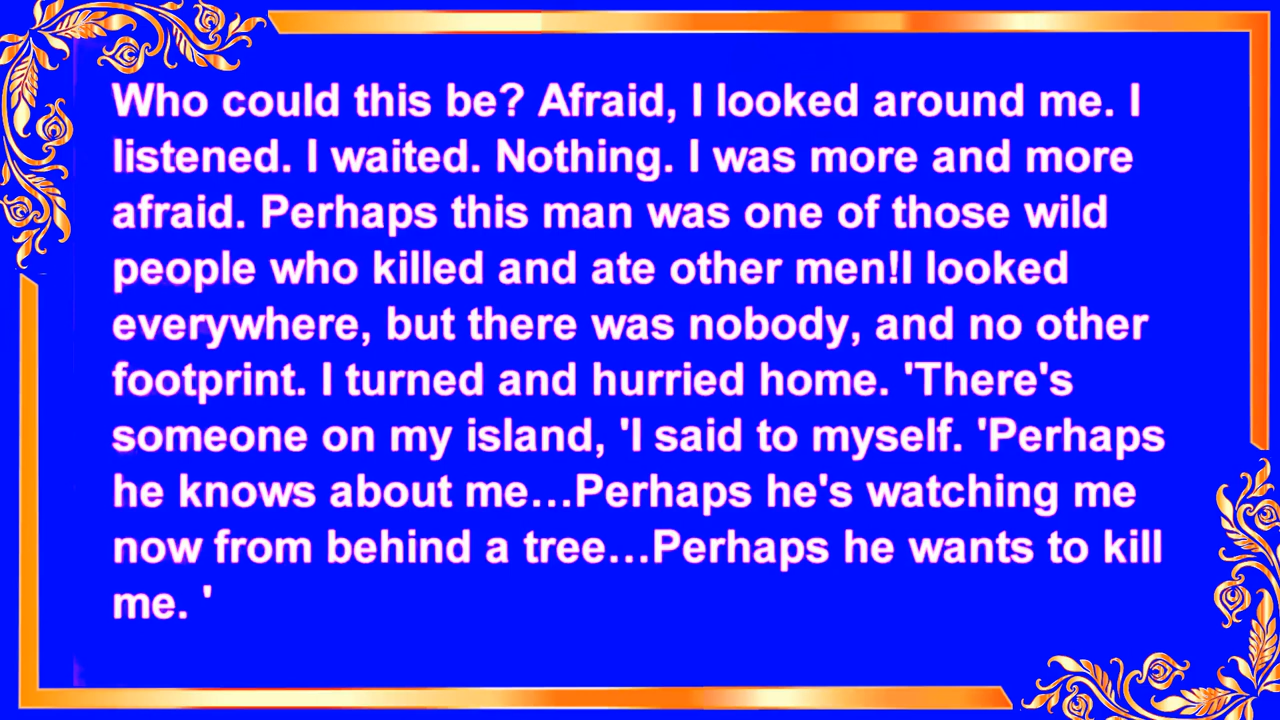 Who could this be? Afraid, I looked around me. I
listened. I waited. Nothing. I was more and more
afraid. Perhaps this man was one of those wild
people who killed and ate other men!I looked
everywhere, but there was nobody, and no other
footprint. I turned and hurried home. 'There's
someone on my island, 'I said to myself. 'Perhaps
he knows about me...Perhaps he's watching me
now from behind a tree...Perhaps he wants to kill
me. '